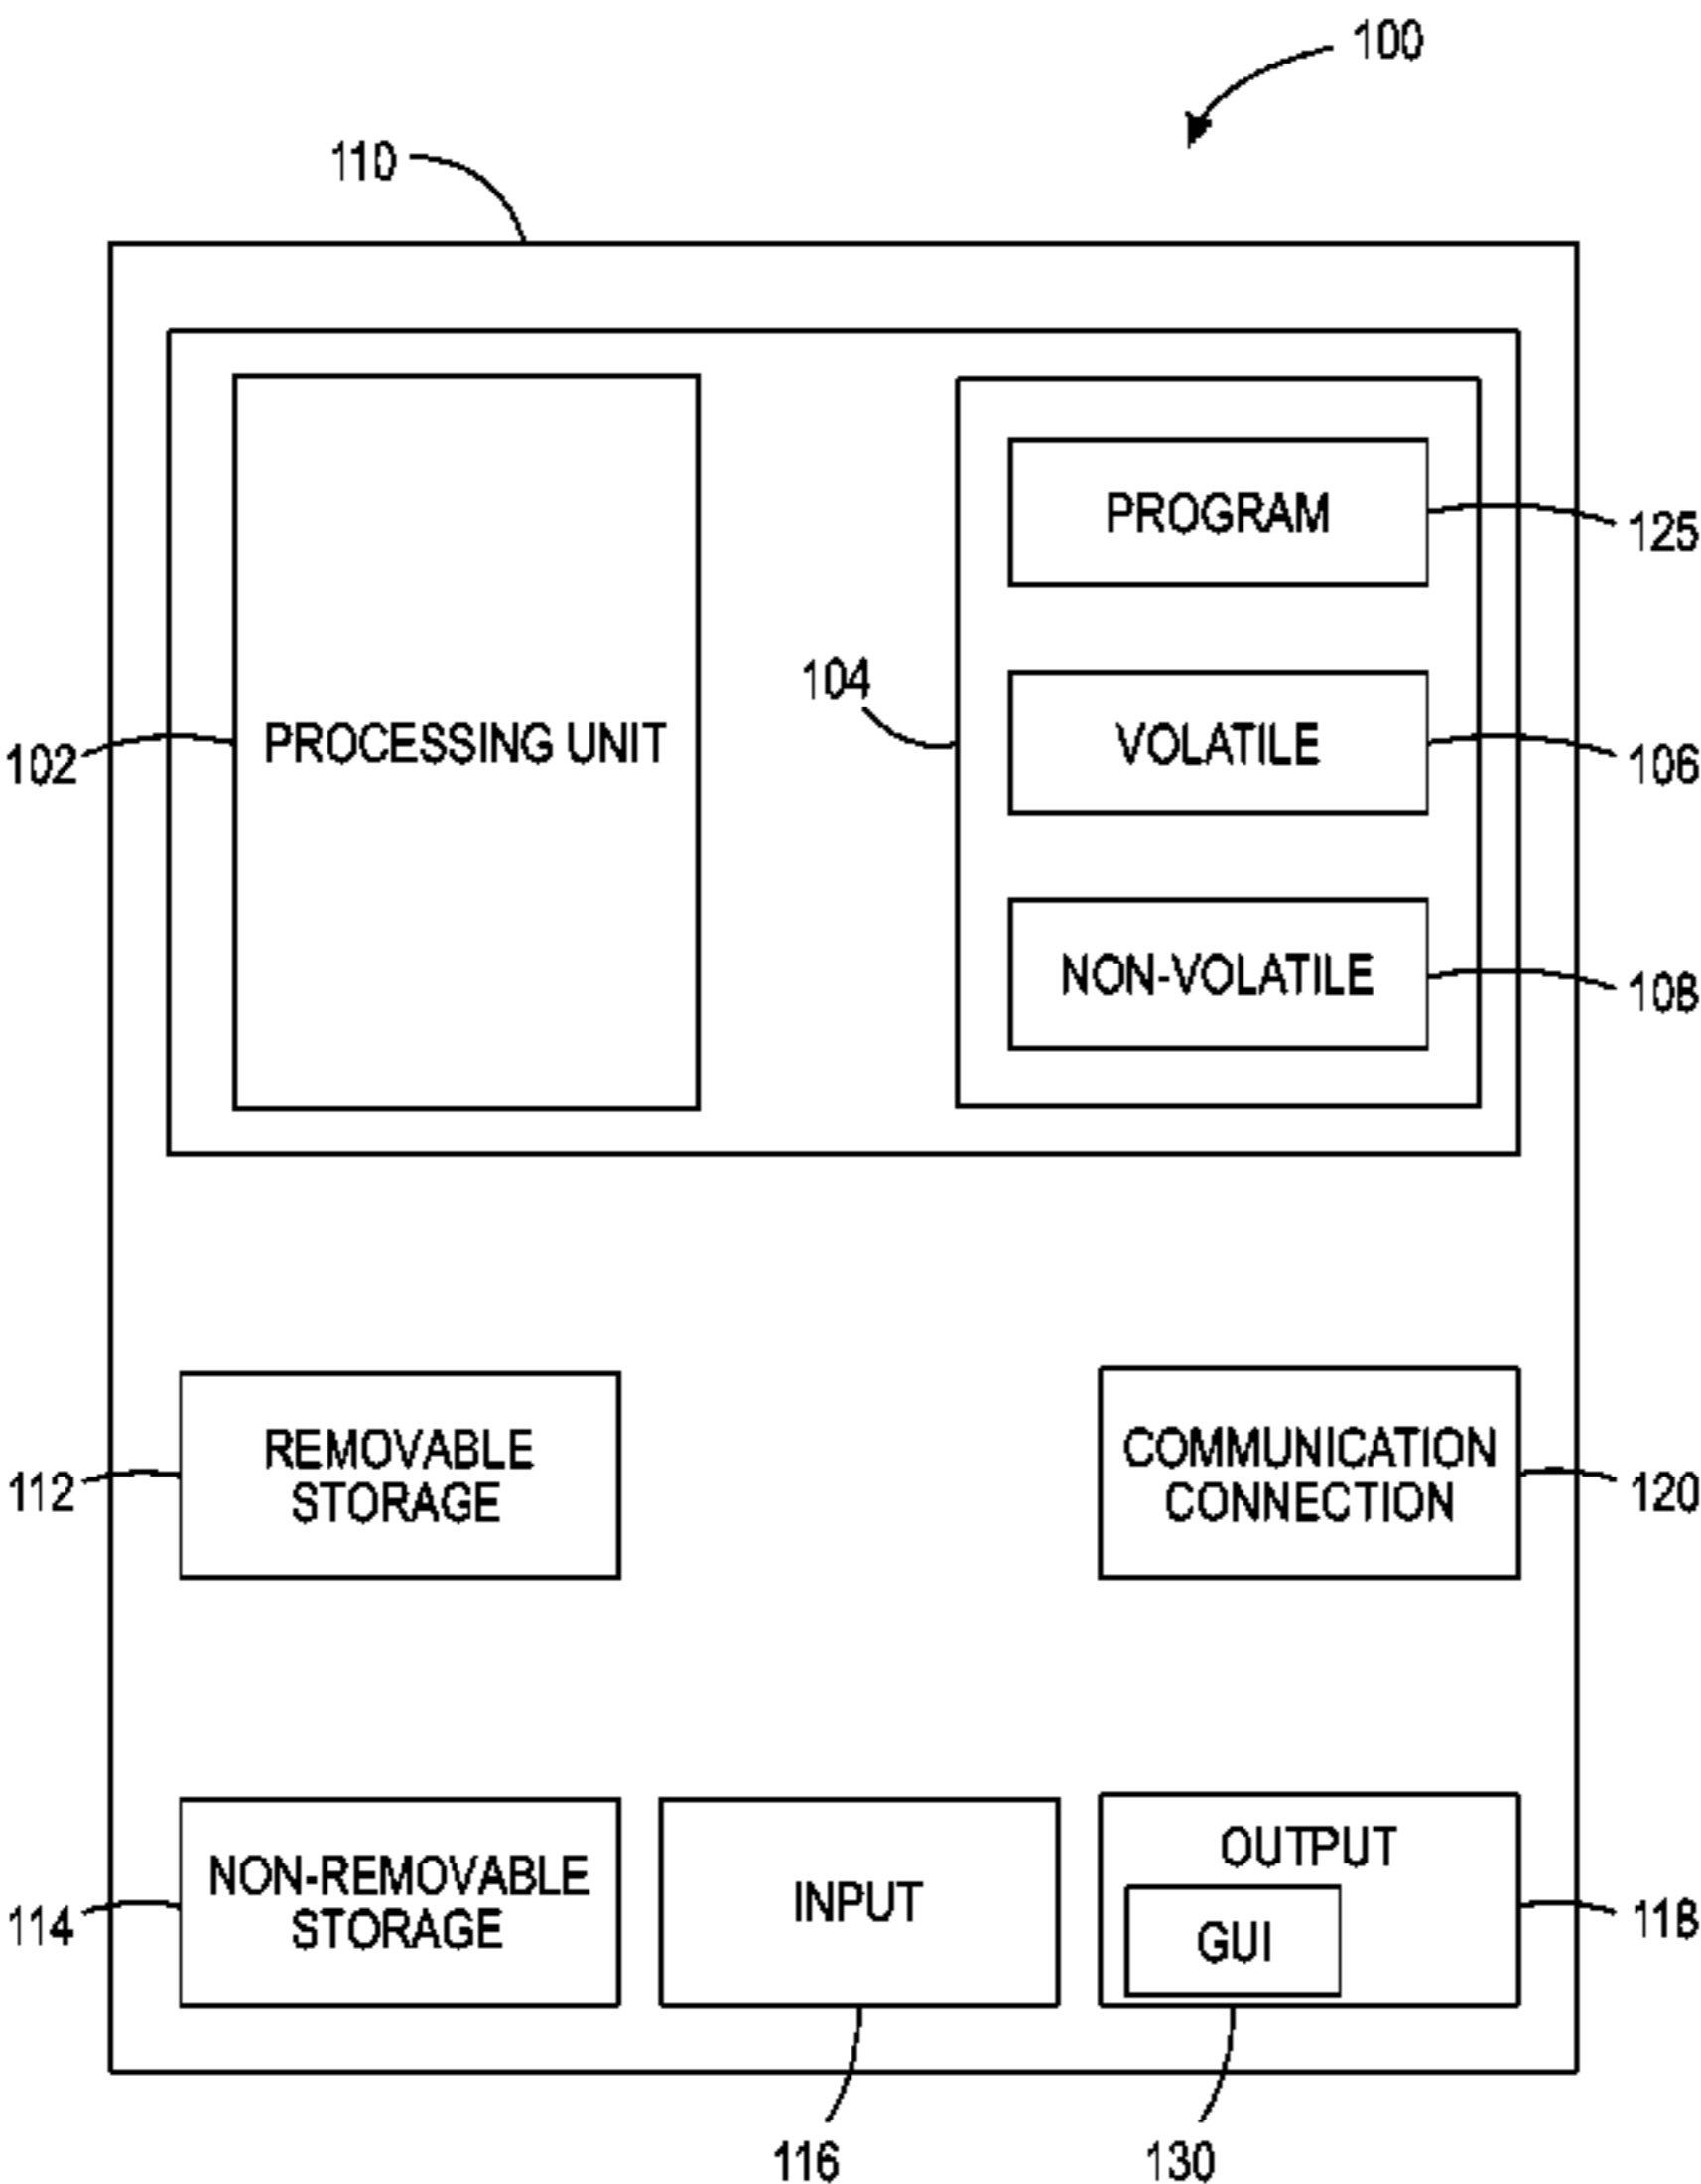 100
110
PROGRAM
125
104
PROCESSING UNIT
102
VOLATILE
106
NON-VOLATILE
108
REMOVABLE
STORAGE
112
COMMUNICATION
CONNECTION
120
NON-REMOVABLE
STORAGE
114
INPUT
OUTPUT
GUI
118
116
130